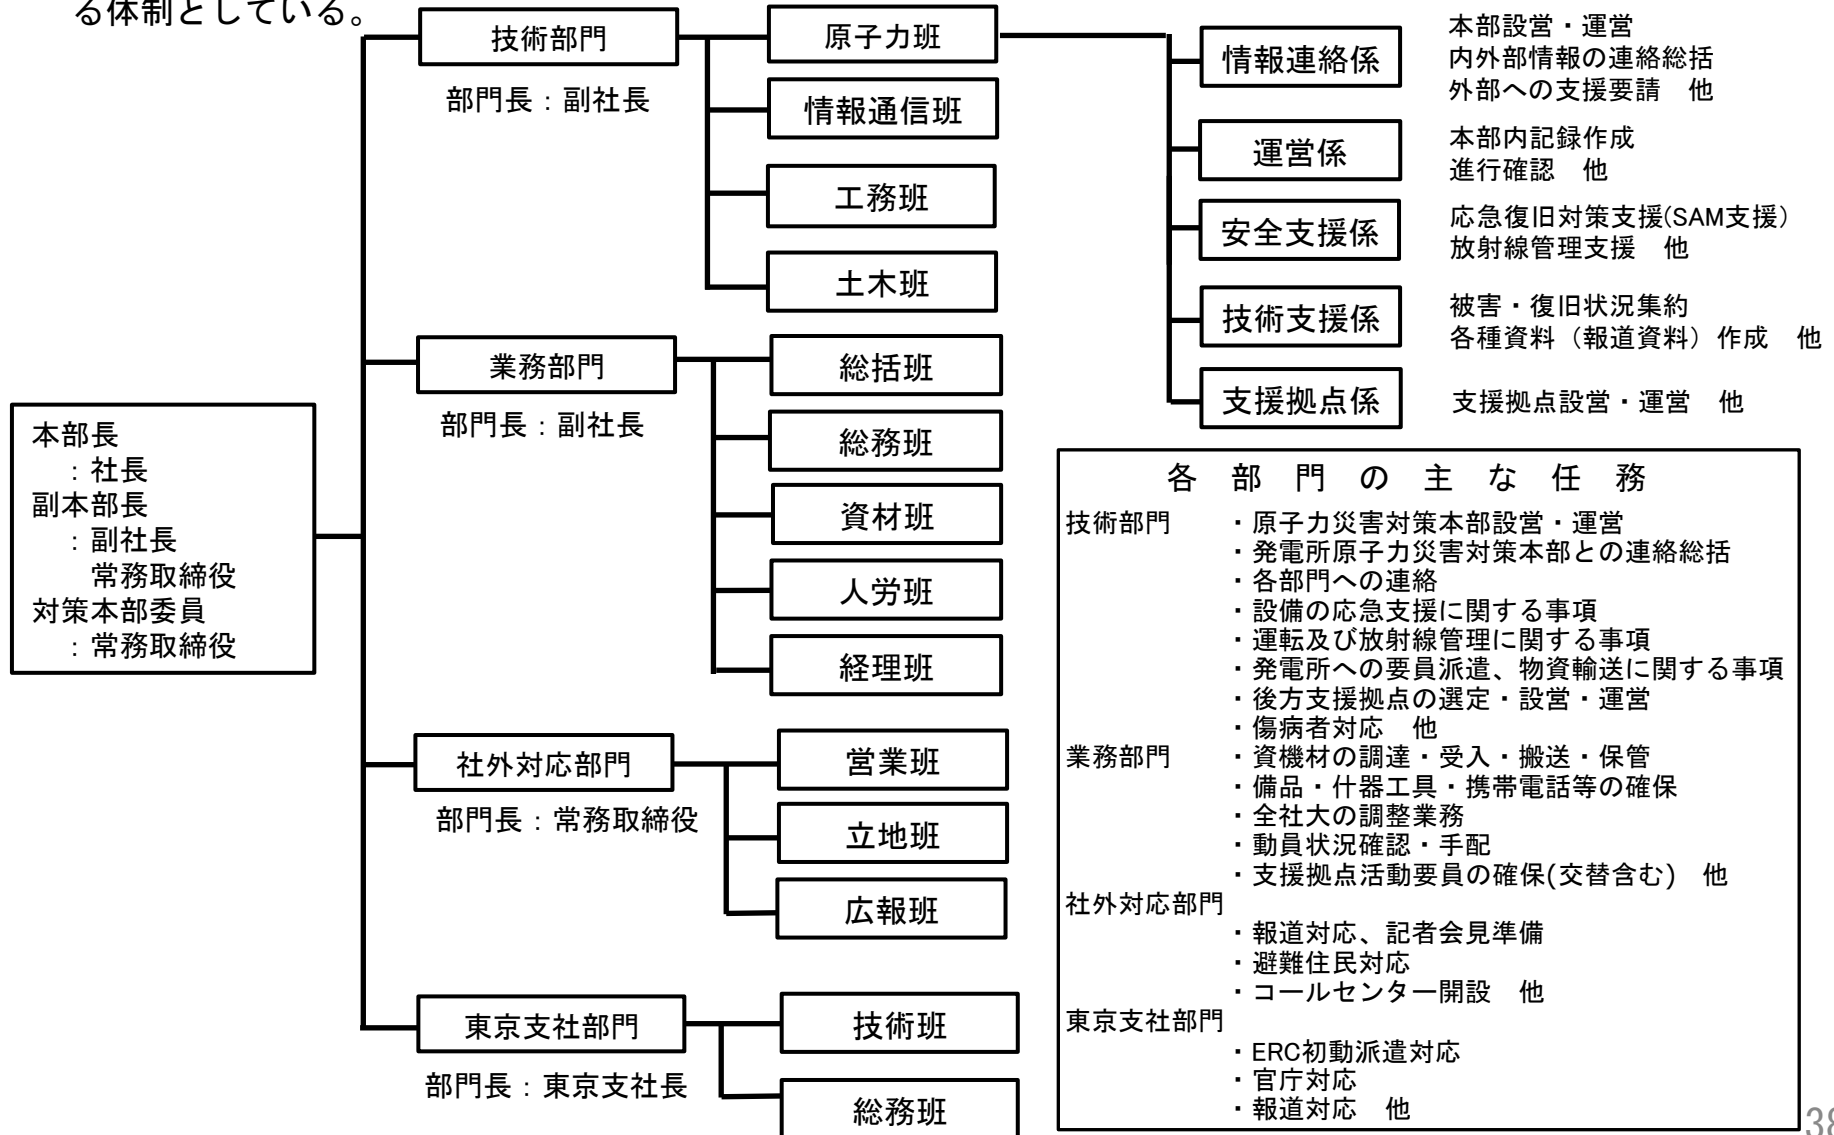 る体制としている。
本部長
：社長
副本部長
：副社長
常務取締役
対策本部委員
：常務取締役
技術部門
部門長：副社長
原子力班
情報通信班
工務班
土木班
業務部門
部門長：副社長
総括班
総務班
資材班
人労班
経理班
社外対応部門
部門長：常務取締役
営業班
立地班
広報班
東京支社部門
部門長：東京支社長
技術班
総務班
情報連絡係
本部設営・運営
内外部情報の連絡総括
外部への支援要請　他
運営係
本部内記録作成
進行確認　他
安全支援係
応急復旧対策支援(SAM支援)
放射線管理支援　他
技術支援係
被害・復旧状況集約
各種資料（報道資料）作成　他
支援拠点係
支援拠点設営・運営　他
各　部　門　の　主　な　任　務
技術部門　・原子力災害対策本部設営・運営
・発電所原子力災害対策本部との連絡総括
・各部門への連絡
・設備の応急支援に関する事項
・運転及び放射線管理に関する事項
・発電所への要員派遣、物資輸送に関する事項
・後方支援拠点の選定・設営・運営
・傷病者対応　他
業務部門　・資機材の調達・受入・搬送・保管
・備品・什器工具・携帯電話等の確保
・全社大の調整業務
・動員状況確認・手配
・支援拠点活動要員の確保(交替含む)　他
社外対応部門
・報道対応、記者会見準備
・避難住民対応
・コールセンター開設　他
東京支社部門
・ERC初動派遣対応
・官庁対応
・報道対応　他
38